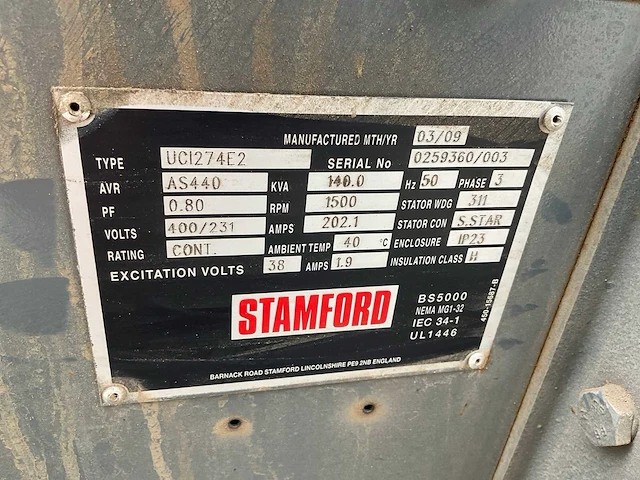 MANUFACTURED MTH/YR 03/09
TYPE UCI274E2 SERIAL No 0259360/003
AVR AS440 KVA 140.0 Hz 50 PHASE 3
PF 0.80 RPM 1500 STATOR WDG 311
VOLTS 400/231 AMPS 202.1 STATOR CON S.STAR
RATING CONT. AMBIENT TEMP 40 °C ENCLOSURE IP23
EXCITATION VOLTS 38 AMPS 1.9 INSULATION CLASS H
STAMFORD
BS5000
NEMA MG1-32
IEC 34-1
UL1446
450-15687-B
BARNACK ROAD STAMFORD LINCOLNSHIRE PE9 2NB ENGLAND